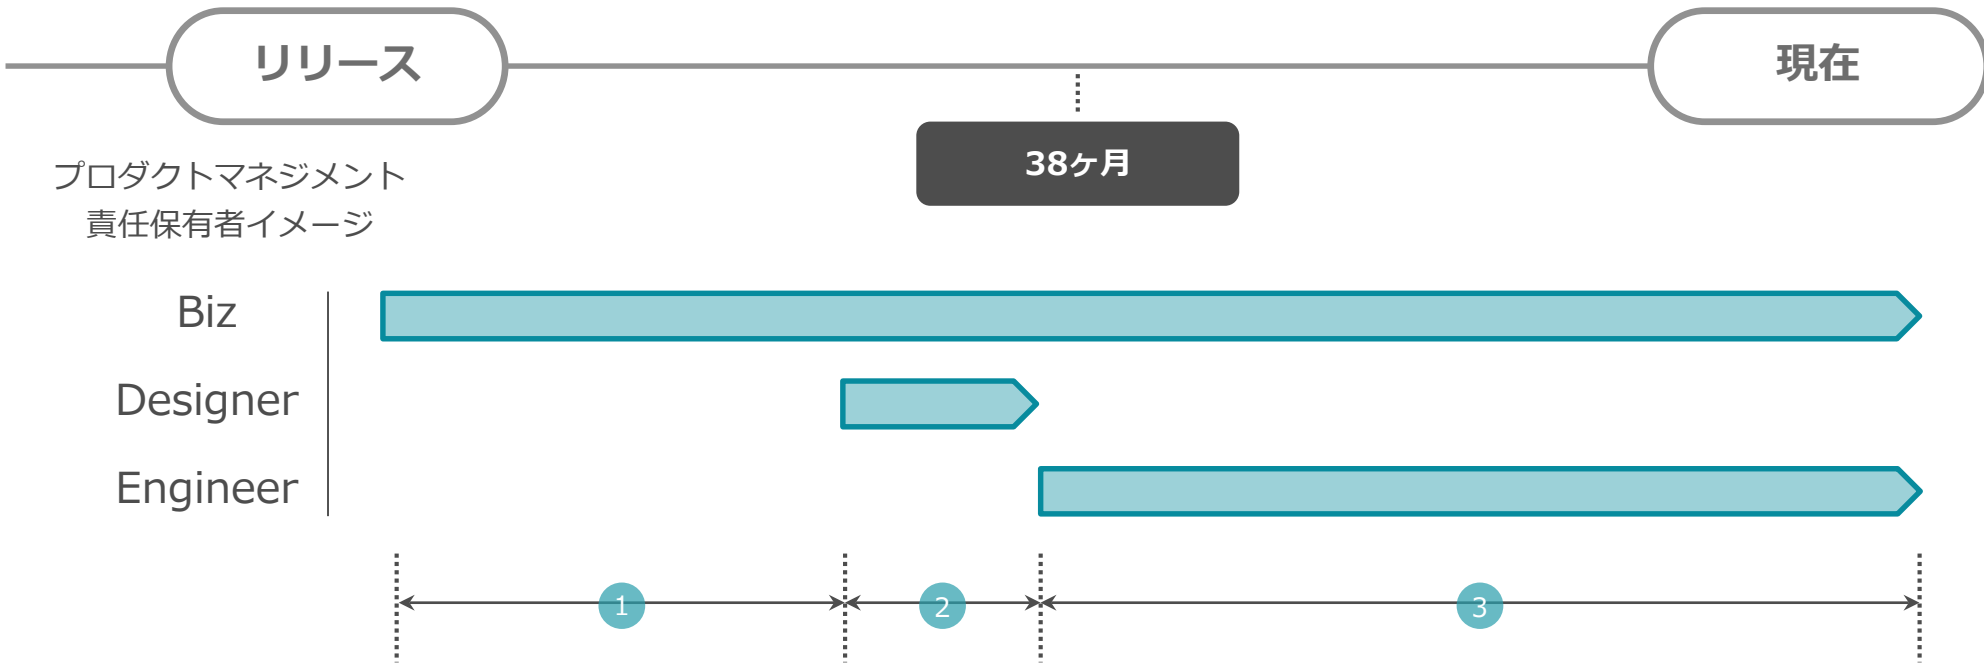 リリース
現在
38ヶ月
プロダクトマネジメント
責任保有者イメージ
Biz
Designer
Engineer
1
2
3